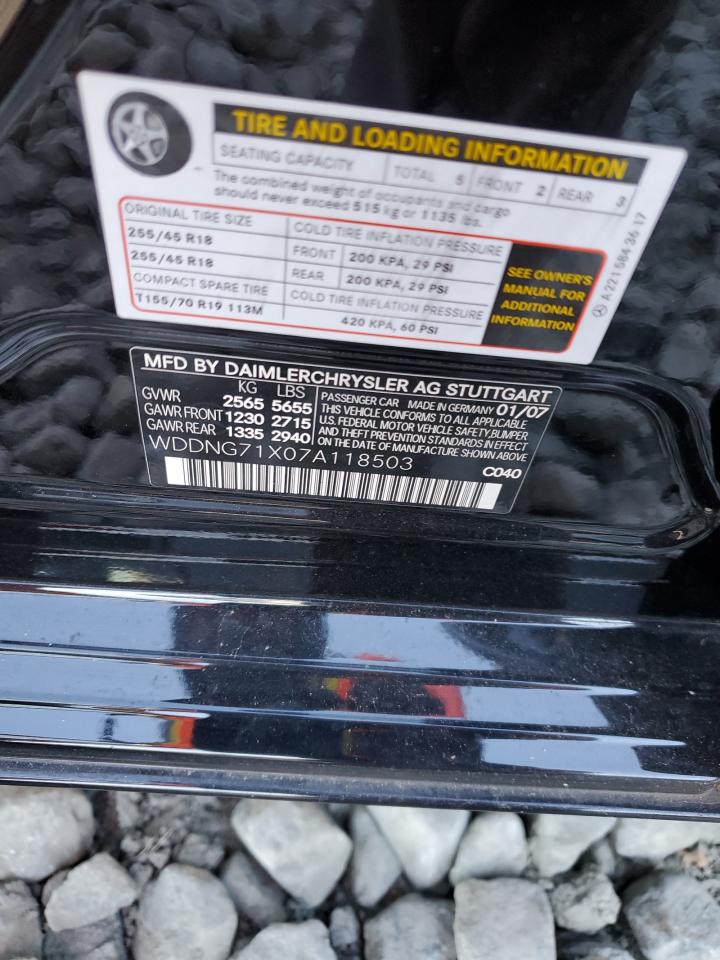 TIRE AND LOADING INFORMATION
SEATING CAPACITY TOTAL 5 FRONT 2 REAR 3
The combined weight of occupants and cargo
should never exceed 515 kg or 1135 lbs.
ORIGINAL TIRE SIZE
255/45 R18
255/45 R18
COMPACT SPARE TIRE
T155/70 R19 113M
COLD TIRE INFLATION PRESSURE
FRONT 200 KPA, 29 PSI
REAR 200 KPA, 29 PSI
COLD TIRE INFLATION PRESSURE
420 KPA, 60 PSI
SEE OWNER'S
MANUAL FOR
ADDITIONAL
INFORMATION
A 221 584 36 17
MFD BY DAIMLERCHRYSLER AG STUTTGART
KG LBS
GVWR 2565 5655
GAWR FRONT 1230 2715
GAWR REAR 1335 2940
PASSENGER CAR MADE IN GERMANY 01/07
THIS VEHICLE CONFORMS TO ALL APPLICABLE
U.S. FEDERAL MOTOR VEHICLE SAFETY,BUMPER
AND THEFT PREVENTION STANDARDS IN EFFECT
ON THE DATE OF MANUFACTURE SHOWN ABOVE
WDDNG71X07A118503
C040